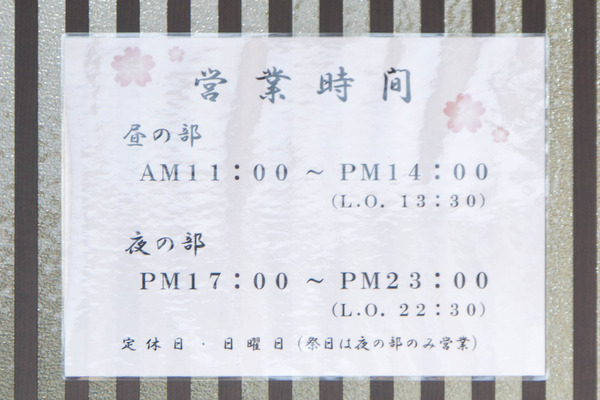 営業時間
昼の部
AM11：00 ～ PM14：00
(L.O. 13：30)
夜の部
PM17：00 ～ PM23：00
(L.O. 22：30)
定休日・日曜日(祭日は夜の部のみ営業)